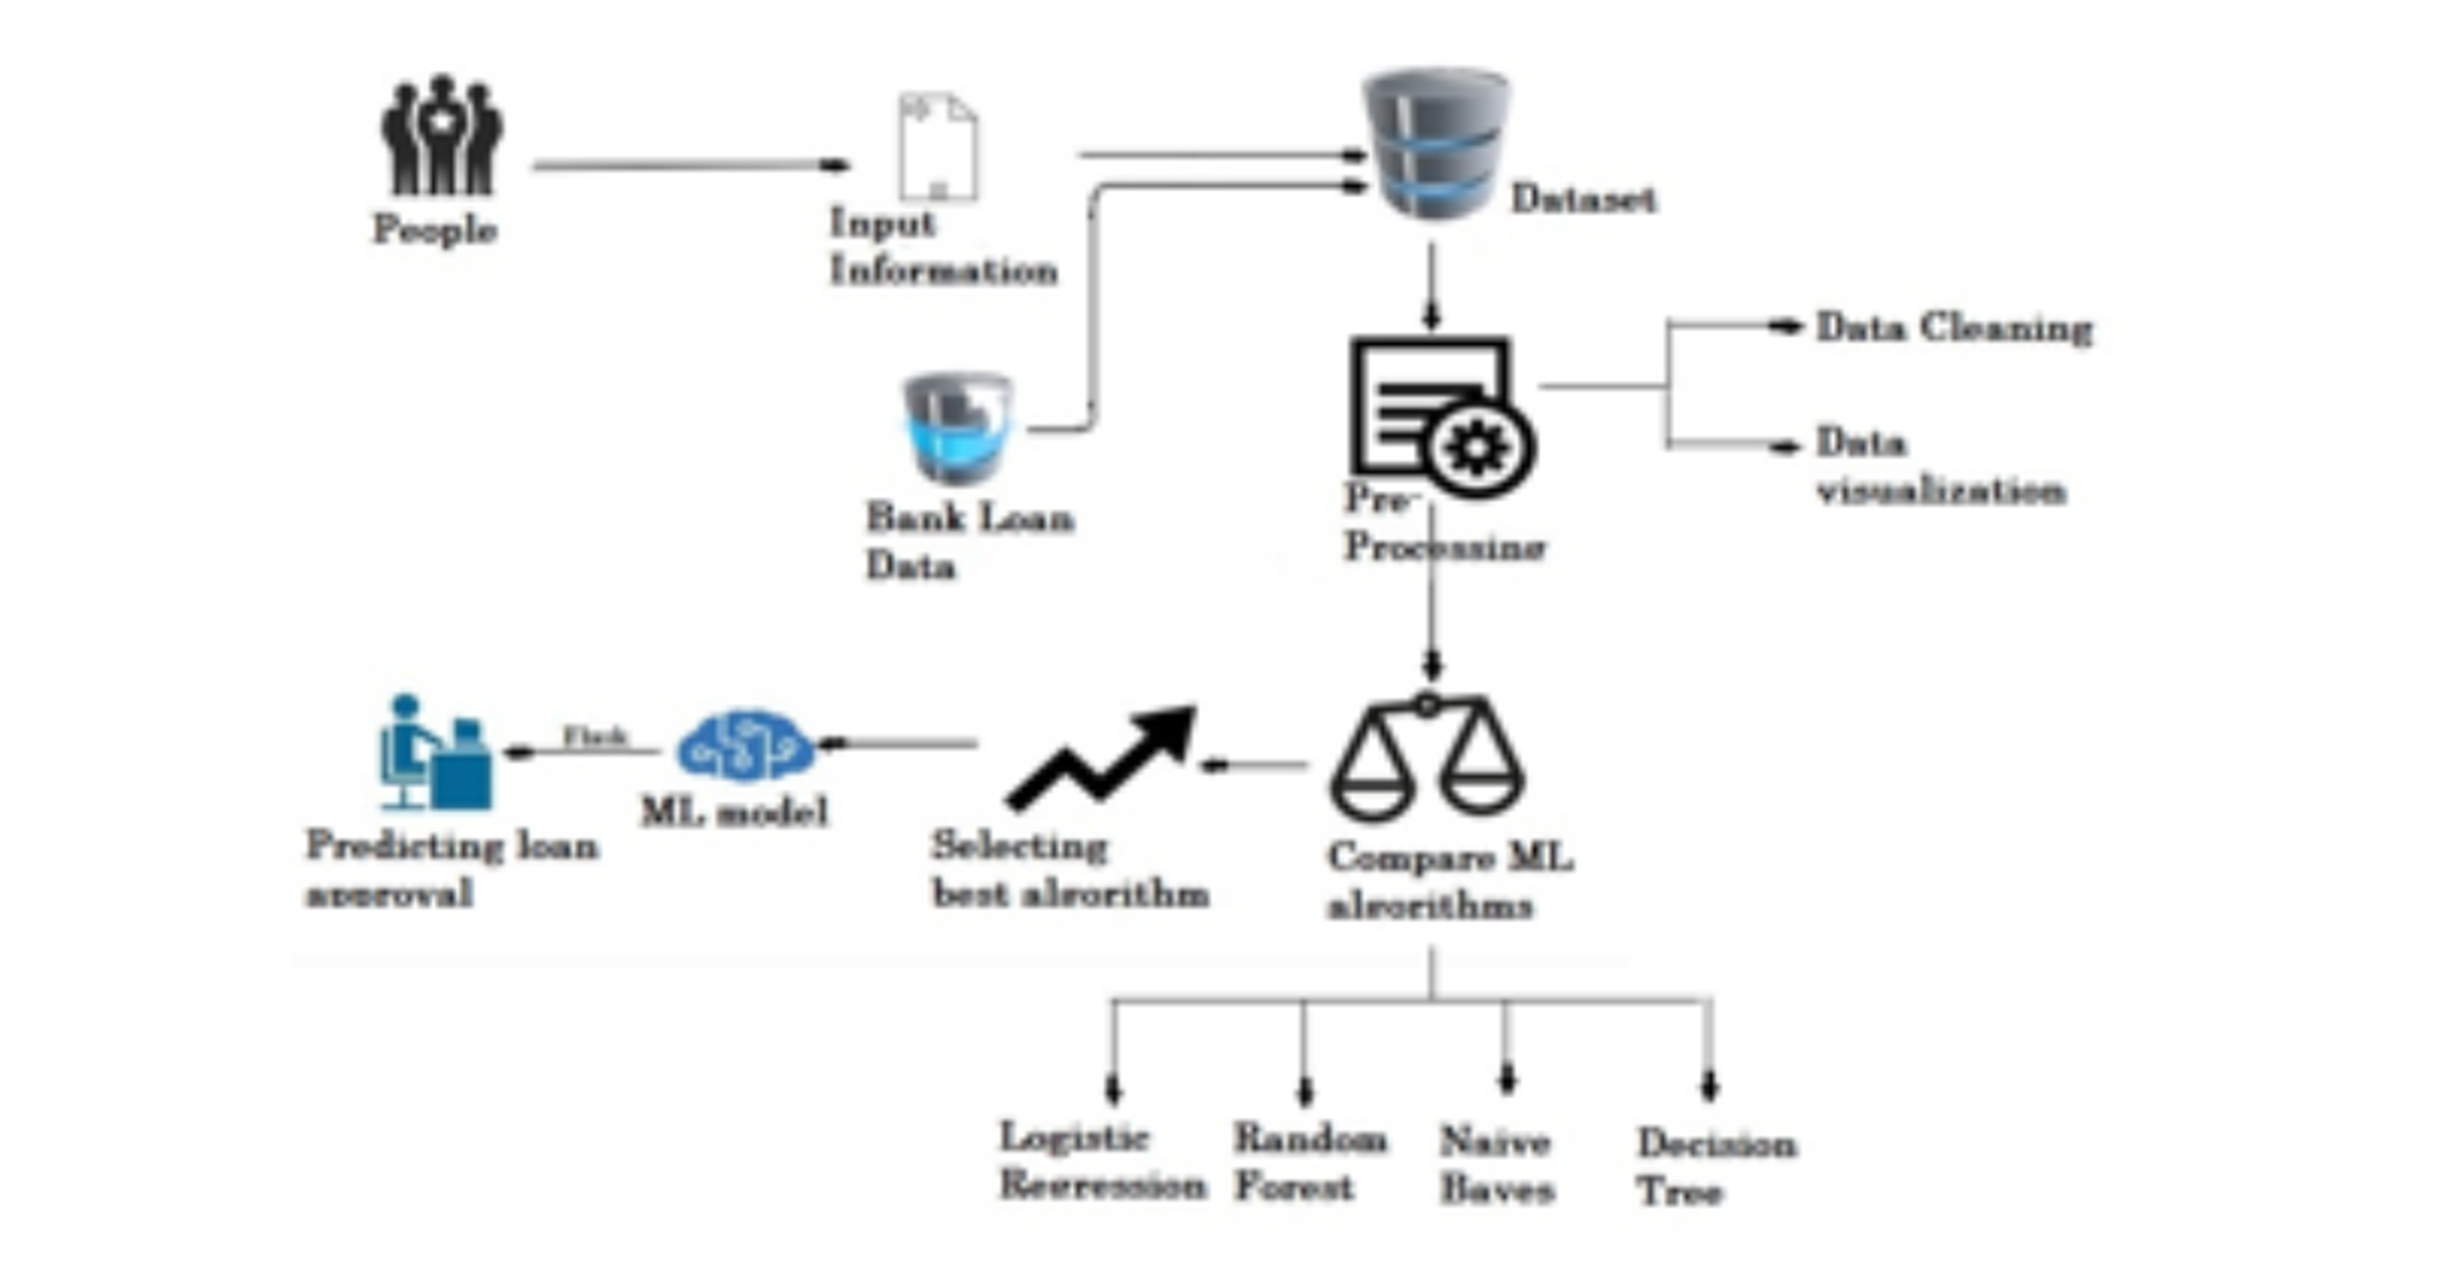 People
Input
Information
Dataset
Data Cleaning
Data
visualization
Bank Loan
Data
Pre-
Processing
Flask
ML model
Predicting loan
approval
Selecting
best algorithm
Compare ML
algorithms
Logistic
Regression
Random
Forest
Naive
Bayes
Decision
Tree